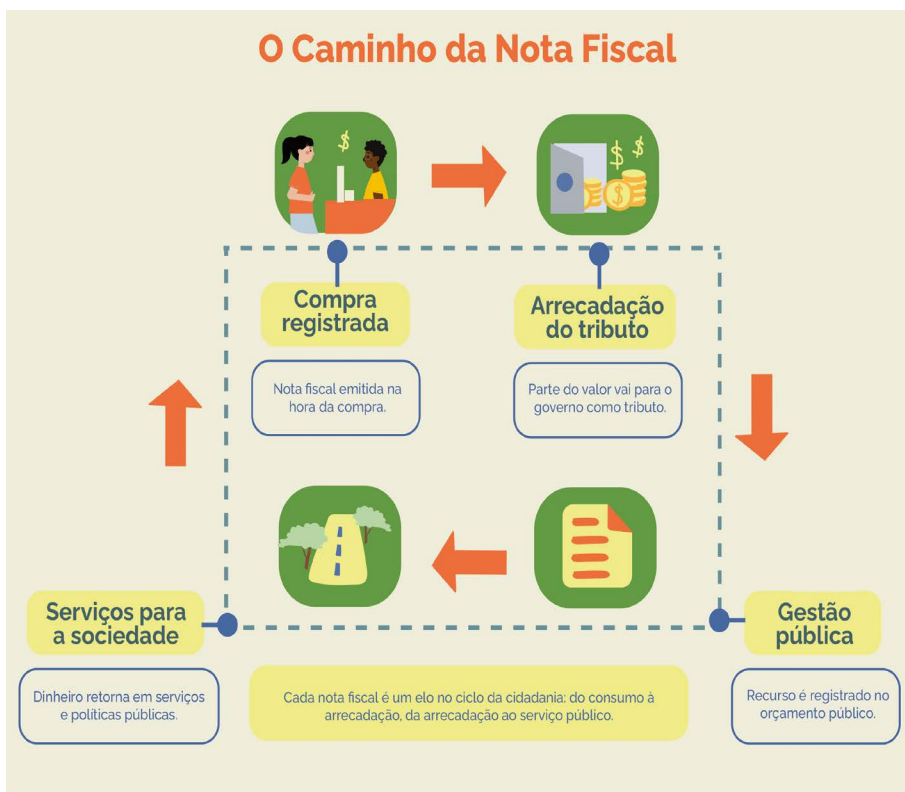 O Caminho da Nota Fiscal
$
$ $
$
Compra
registrada
Nota fiscal emitida na
hora da compra.
Arrecadação
do tributo
Parte do valor vai para o
governo como tributo.
Gestão
pública
Recurso é registrado no
orçamento público.
Serviços para
a sociedade
Dinheiro retorna em serviços
e políticas públicas.
Cada nota fiscal é um elo no ciclo da cidadania: do consumo à
arrecadação, da arrecadação ao serviço público.